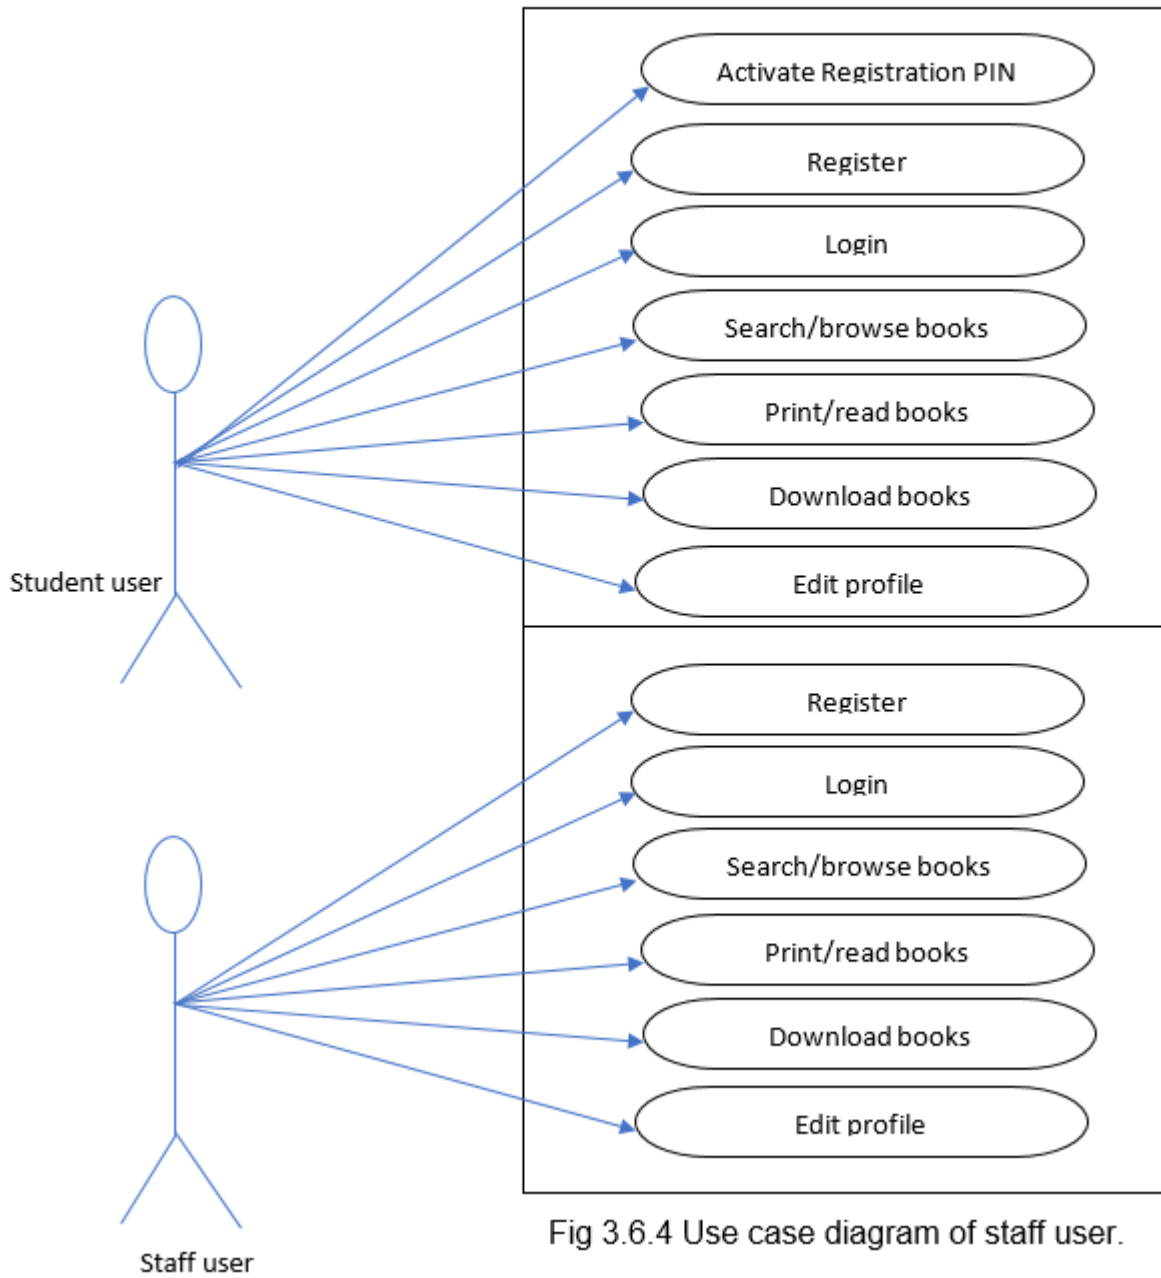 Activate Registration PIN
Register
Login
Search/browse books
Print/read books
Download books
Student user
Edit profile
Register
Login
Search/browse books
Print/read books
Download books
Edit profile
Fig 3.6.4 Use case diagram of staff user.
Staff user